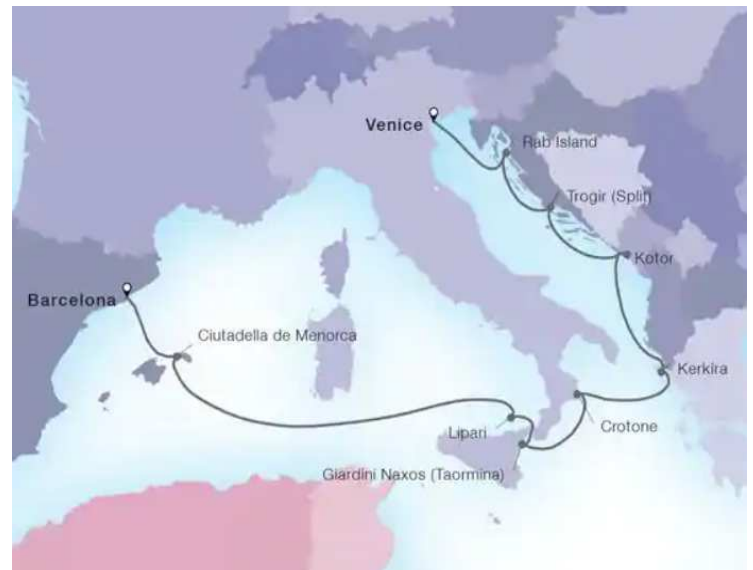 Venice
Rab Island
Trogir (Split)
Kotor
Barcelona
Ciutadella de Menorca
Kerkira
Lipari
Crotone
Giardini Naxos (Taormina)